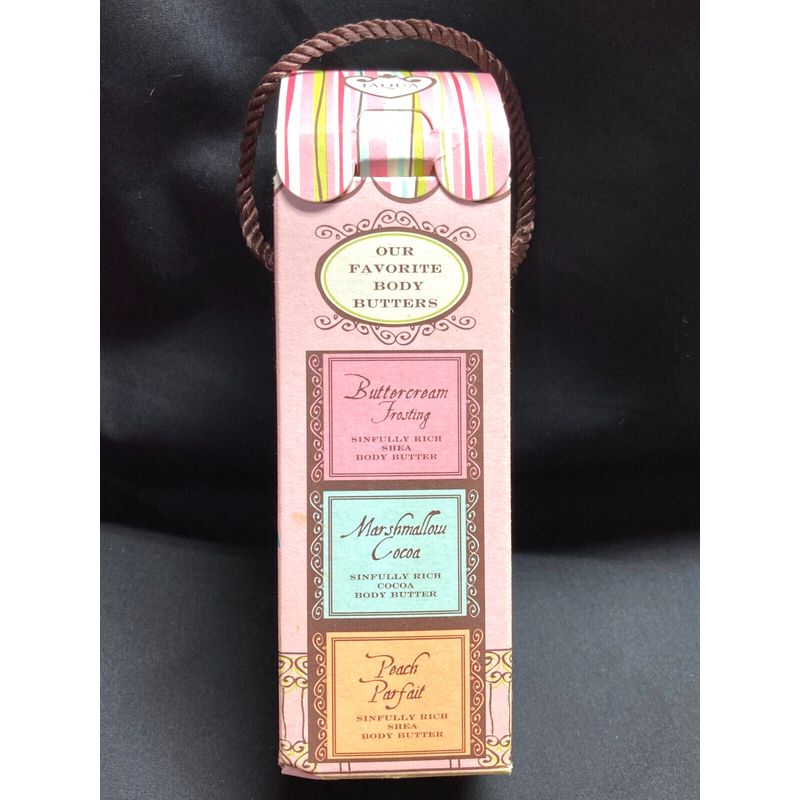 JAQUA
OUR
FAVORITE
BODY
BUTTERS
Buttercream
Frosting
SINFULLY RICH
SHEA
BODY BUTTER
Marshmallow
Cocoa
SINFULLY RICH
COCOA
BODY BUTTER
Peach
Parfait
SINFULLY RICH
SHEA
BODY BUTTER